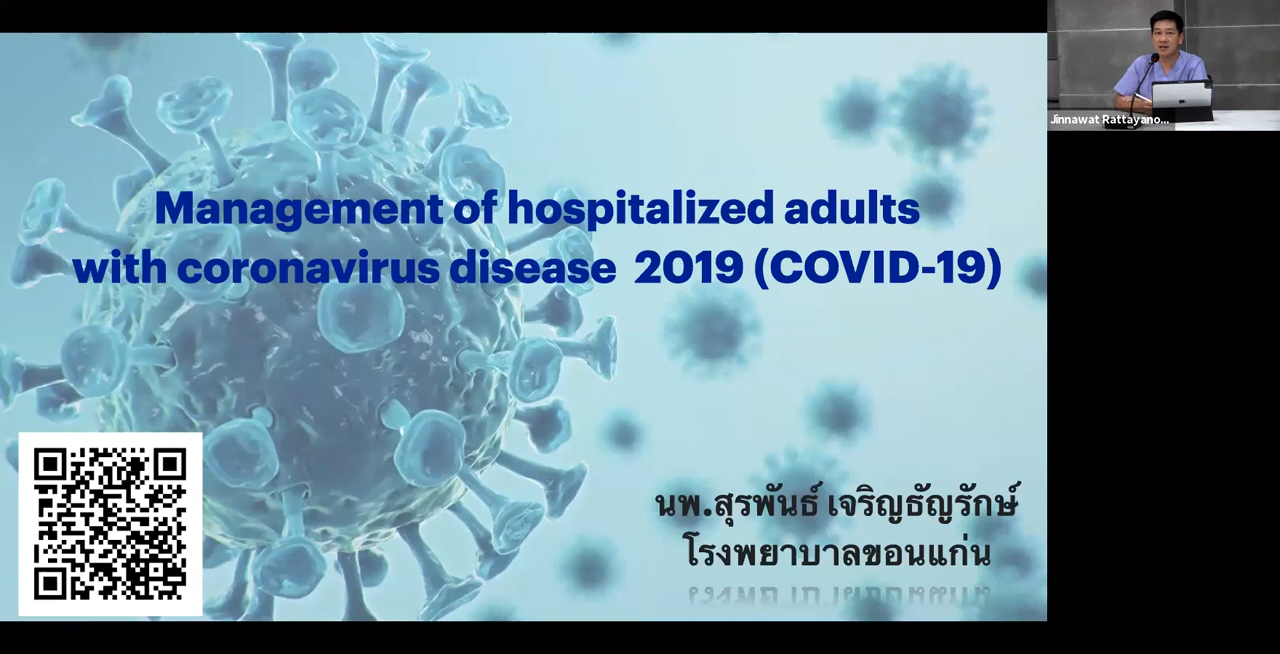 Management of hospitalized adults
with coronavirus disease 2019 (COVID-19)
นพ.สุรพันธ์ เจริญธัญรักษ์
โรงพยาบาลขอนแก่น
Jinnawat Rattayano...